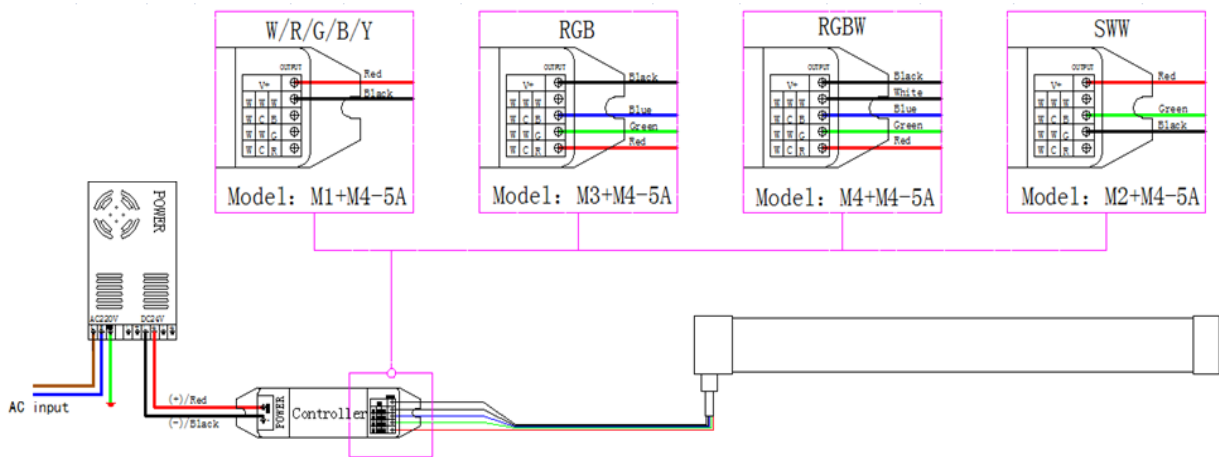 W/R/G/B/Y
OUTPUT
V+
Red
Black
W W W
W C B
W W G
W C R
Model: M1+M4-5A
RGB
OUTPUT
V+
Black
W W W
W C B
Blue
W W G
Green
W C R
Red
Model: M3+M4-5A
RGBW
OUTPUT
V+
Black
White
W W W
W C B
Blue
W W G
Green
W C R
Red
Model: M4+M4-5A
SWW
OUTPUT
V+
Red
W W W
W C B
Green
W W G
Black
W C R
Model: M2+M4-5A
POWER
AC220V
DC24V
AC input
(+)/Red
(-)/Black
POWER
Controller